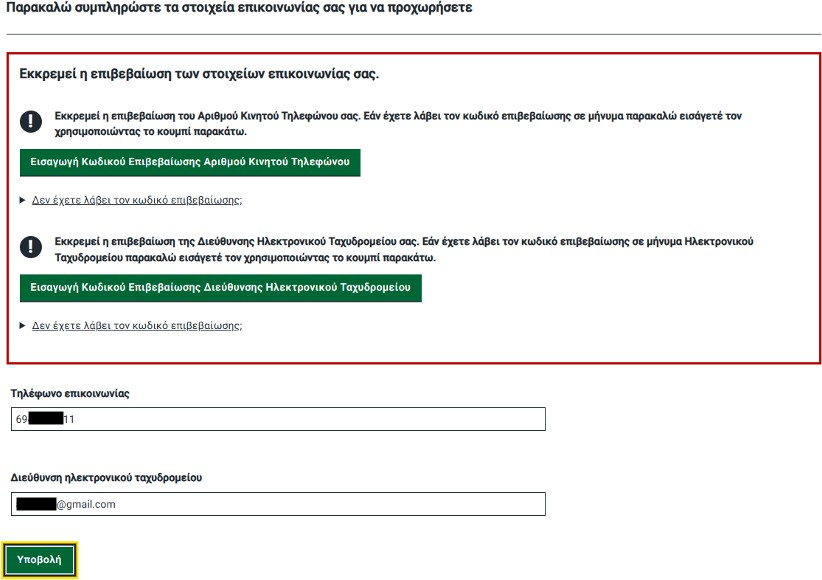 Παρακαλώ συμπληρώστε τα στοιχεία επικοινωνίας σας για να προχωρήσετε
Εκκρεμεί η επιβεβαίωση των στοιχείων επικοινωνίας σας.
Εκκρεμεί η επιβεβαίωση του Αριθμού Κινητού Τηλεφώνου σας. Εάν έχετε λάβει τον κωδικό επιβεβαίωσης σε μήνυμα παρακαλώ εισάγετέ τον
χρησιμοποιώντας το κουμπί παρακάτω.
Εισαγωγή Κωδικού Επιβεβαίωσης Αριθμού Κινητού Τηλεφώνου
Δεν έχετε λάβει τον κωδικό επιβεβαίωσης;
Εκκρεμεί η επιβεβαίωση της Διεύθυνσης Ηλεκτρονικού Ταχυδρομείου σας. Εάν έχετε λάβει τον κωδικό επιβεβαίωσης σε μήνυμα Ηλεκτρονικού
Ταχυδρομείου παρακαλώ εισάγετέ τον χρησιμοποιώντας το κουμπί παρακάτω.
Εισαγωγή Κωδικού Επιβεβαίωσης Διεύθυνσης Ηλεκτρονικού Ταχυδρομείου
Δεν έχετε λάβει τον κωδικό επιβεβαίωσης;
Τηλέφωνο επικοινωνίας
69 11
Διεύθυνση ηλεκτρονικού ταχυδρομείου
@gmail.com
Υποβολή